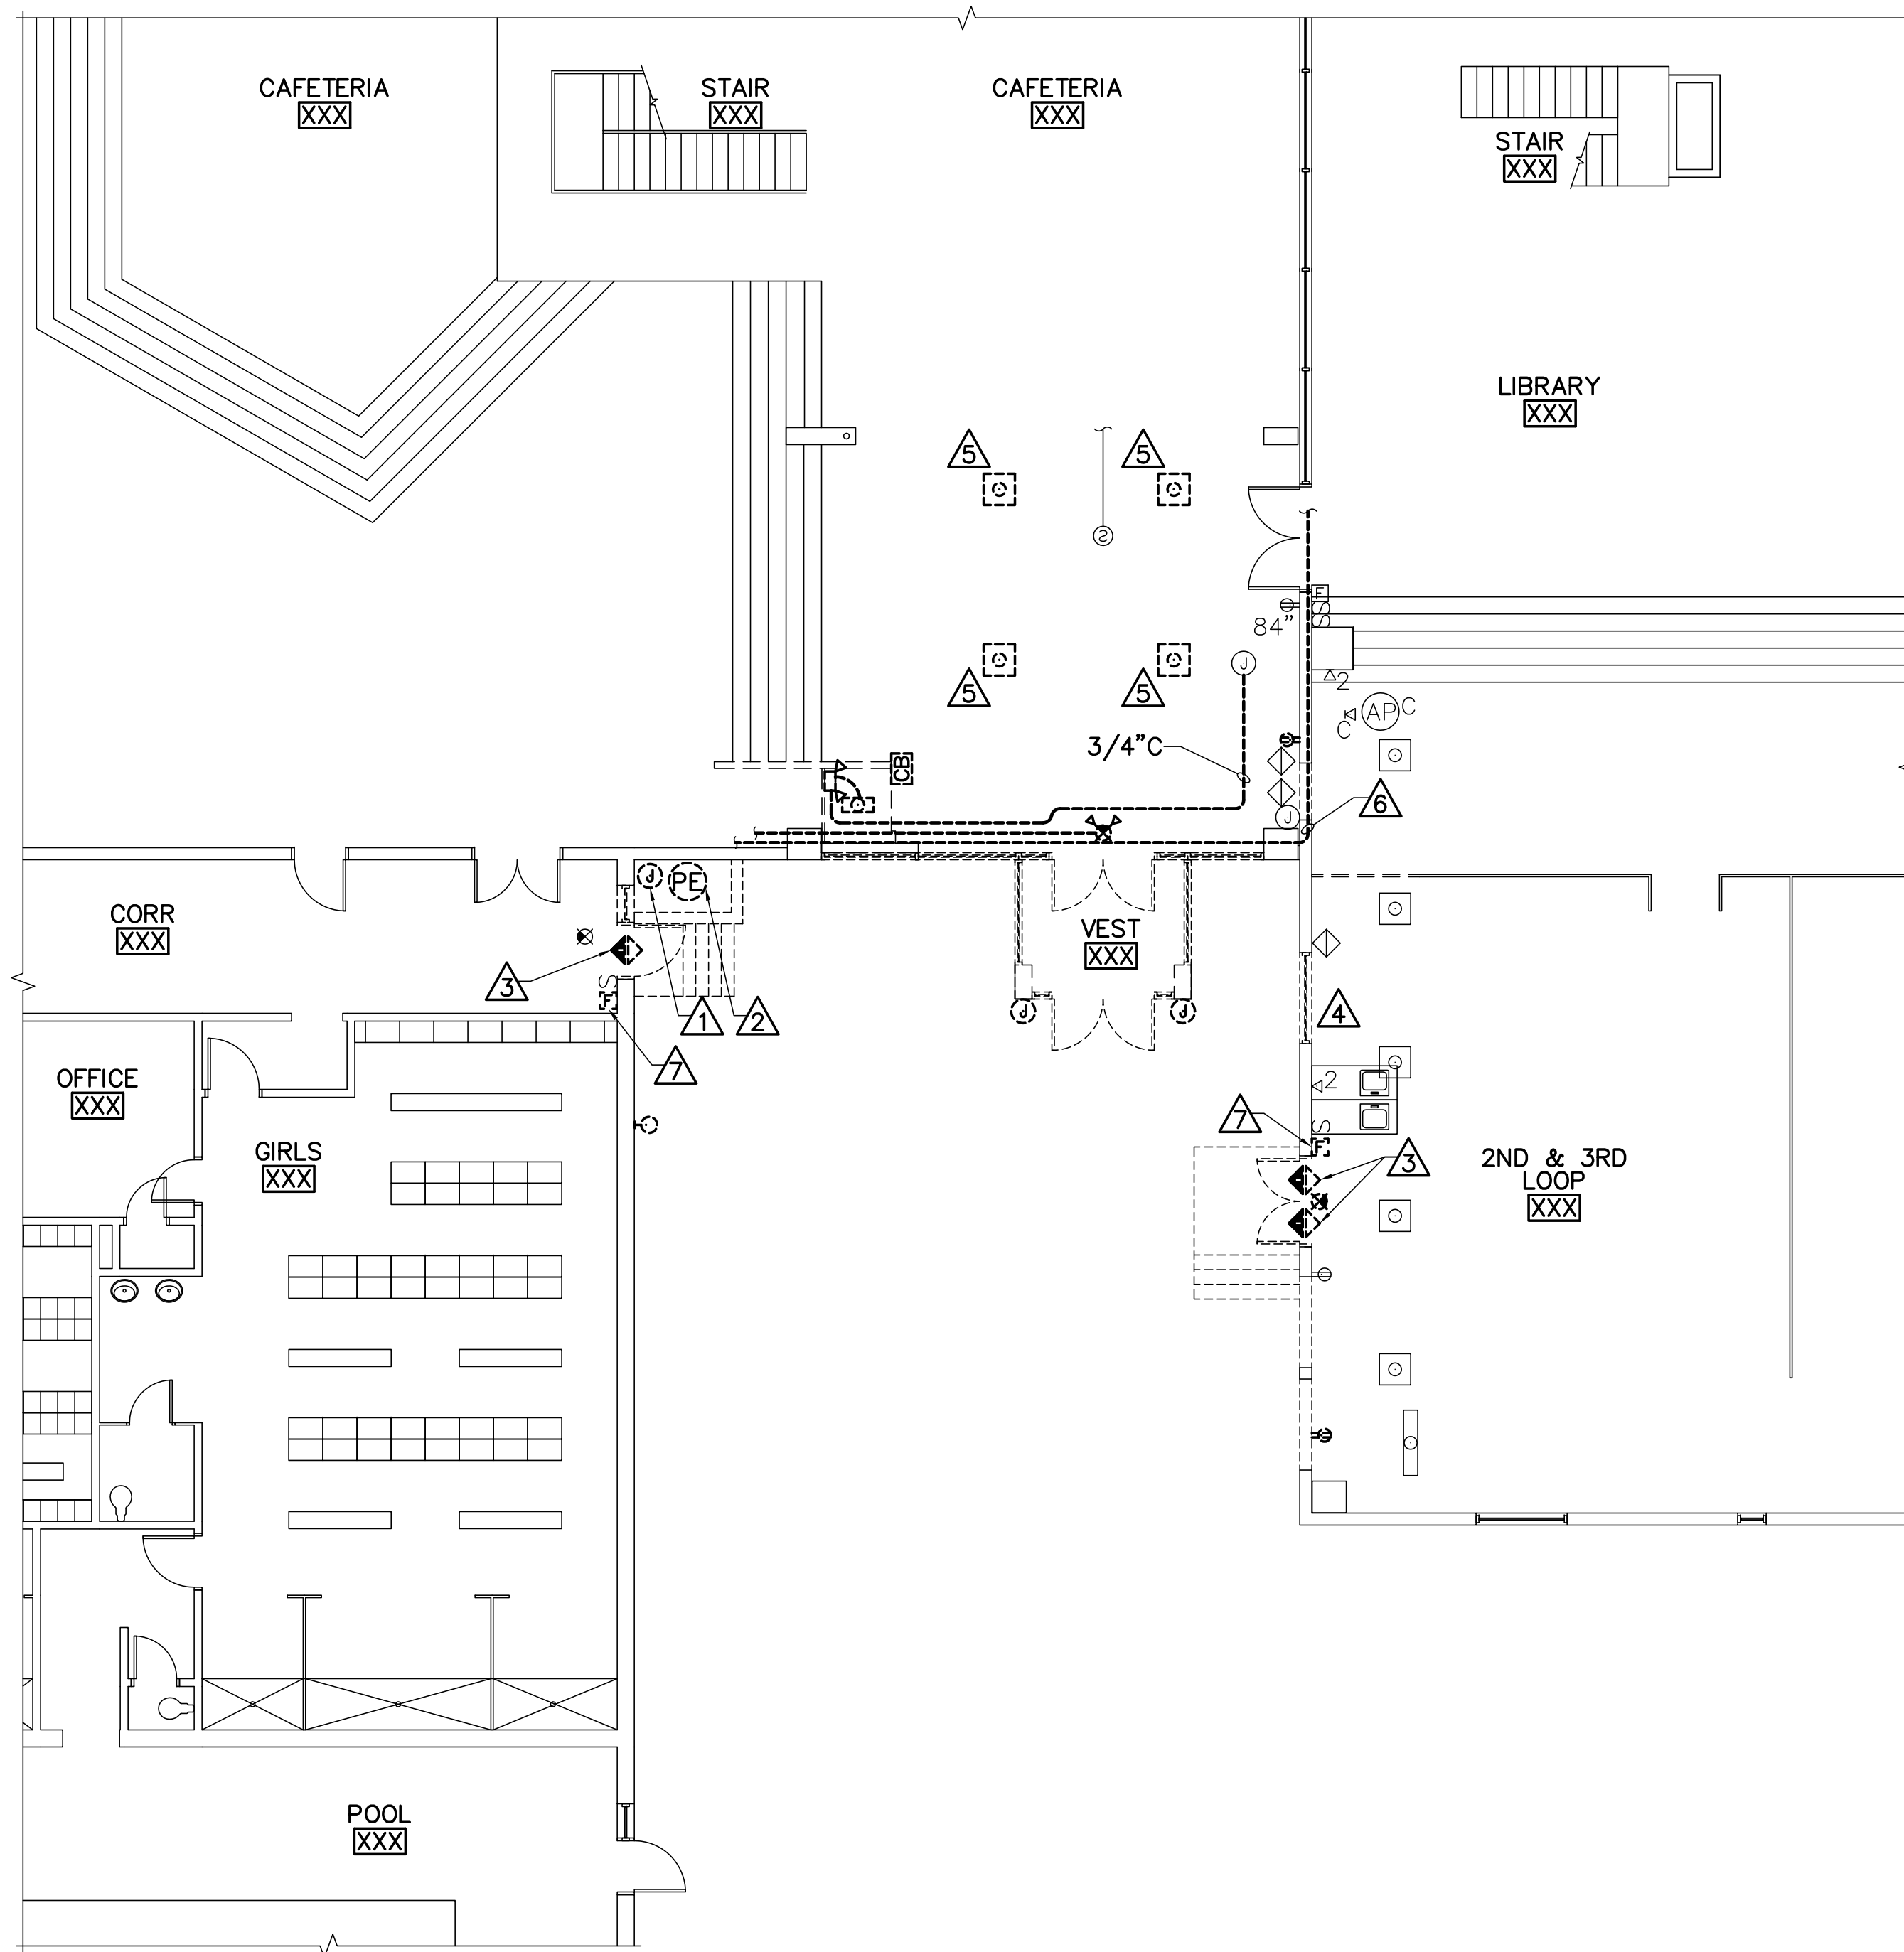 CAFETERIA
XXX
STAIR
XXX
CAFETERIA
XXX
STAIR
XXX
LIBRARY
XXX
5
5
S
F
S
S
84"
J
5
5
2
C
AP
C
3/4"C
CB
J
6
J
PE
CORR
XXX
VEST
XXX
3
S
F
1
2
J
J
4
7
OFFICE
XXX
2
S
7
F
3
GIRLS
XXX
2ND & 3RD
LOOP
XXX
POOL
XXX